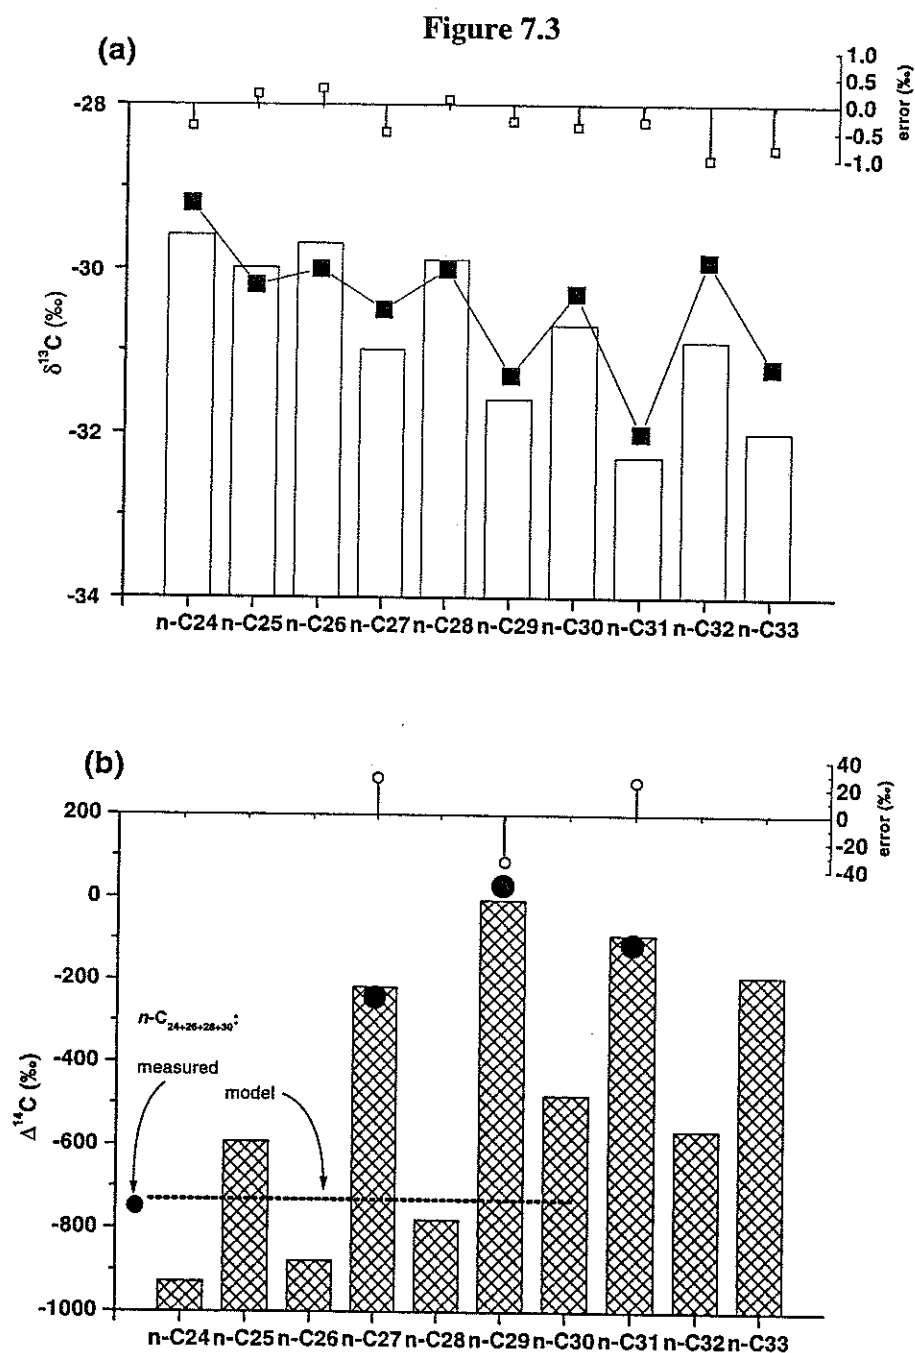 Figure 7.3
(a)
1.0
0.5
0.0
-0.5
-1.0
error (‰)
-28
-30
-32
-34
δ¹³C (‰)
n-C24 n-C25 n-C26 n-C27 n-C28 n-C29 n-C30 n-C31 n-C32 n-C33
(b)
40
20
0
-20
-40
error (‰)
200
0
-200
-400
-600
-800
-1000
Δ¹⁴C (‰)
n-C₂₄₊₂₆₊₂₈₊₃₀:
measured
model
n-C24 n-C25 n-C26 n-C27 n-C28 n-C29 n-C30 n-C31 n-C32 n-C33